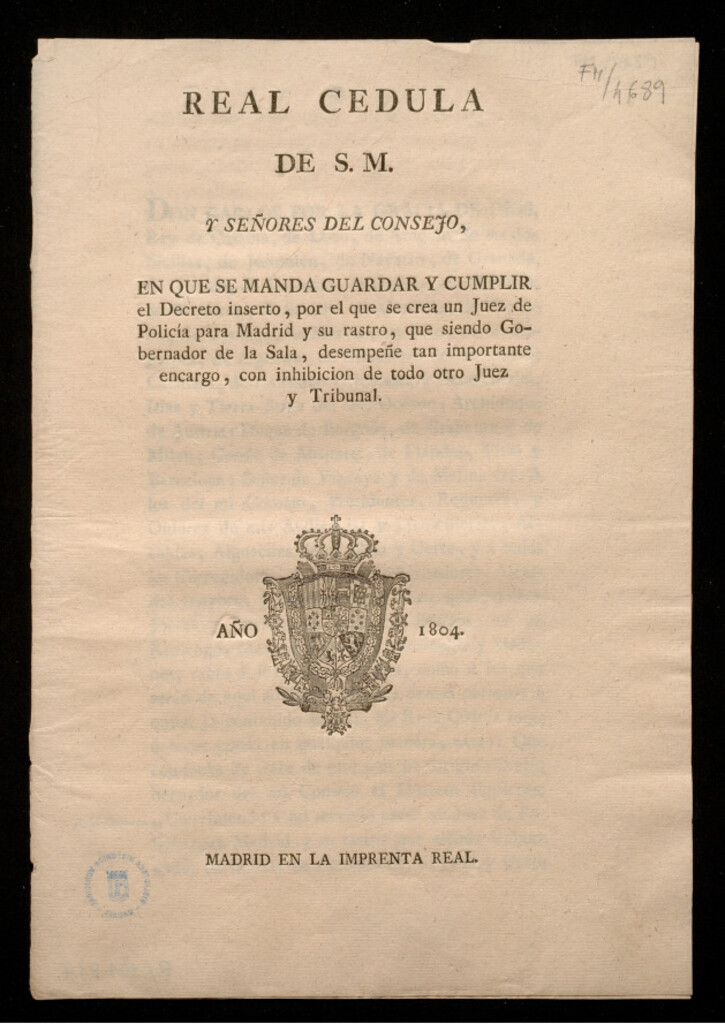 FM/4689
REAL CEDULA
DE S. M.
Y SEÑORES DEL CONSEJO,
EN QUE SE MANDA GUARDAR Y CUMPLIR
el Decreto inserto, por el que se crea un Juez de
Policía para Madrid y su rastro, que siendo Go-
bernador de la Sala, desempeñe tan importante
encargo, con inhibicion de todo otro Juez
y Tribunal.
AÑO 1804.
MADRID EN LA IMPRENTA REAL.